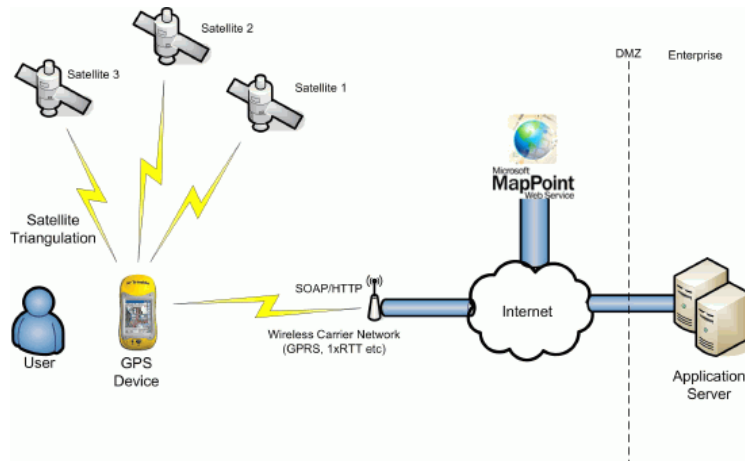 Satellite 2
DMZ
Enterprise
Satellite 3
Satellite 1
Microsoft
MapPoint
Web Service
Satellite
Triangulation
SOAP/HTTP
Internet
Wireless Carrier Network
(GPRS, 1xRTT etc)
User
GPS
Device
Application
Server